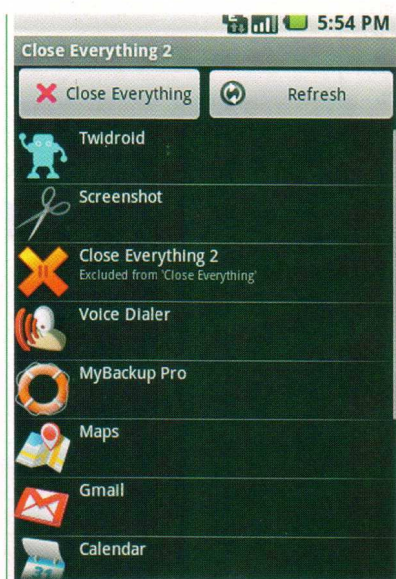 5:54 PM
Close Everything 2
Close Everything
Refresh
Twidroid
Screenshot
Close Everything 2
Excluded from 'Close Everything'
Voice Dialer
MyBackup Pro
Maps
Gmail
Calendar
31